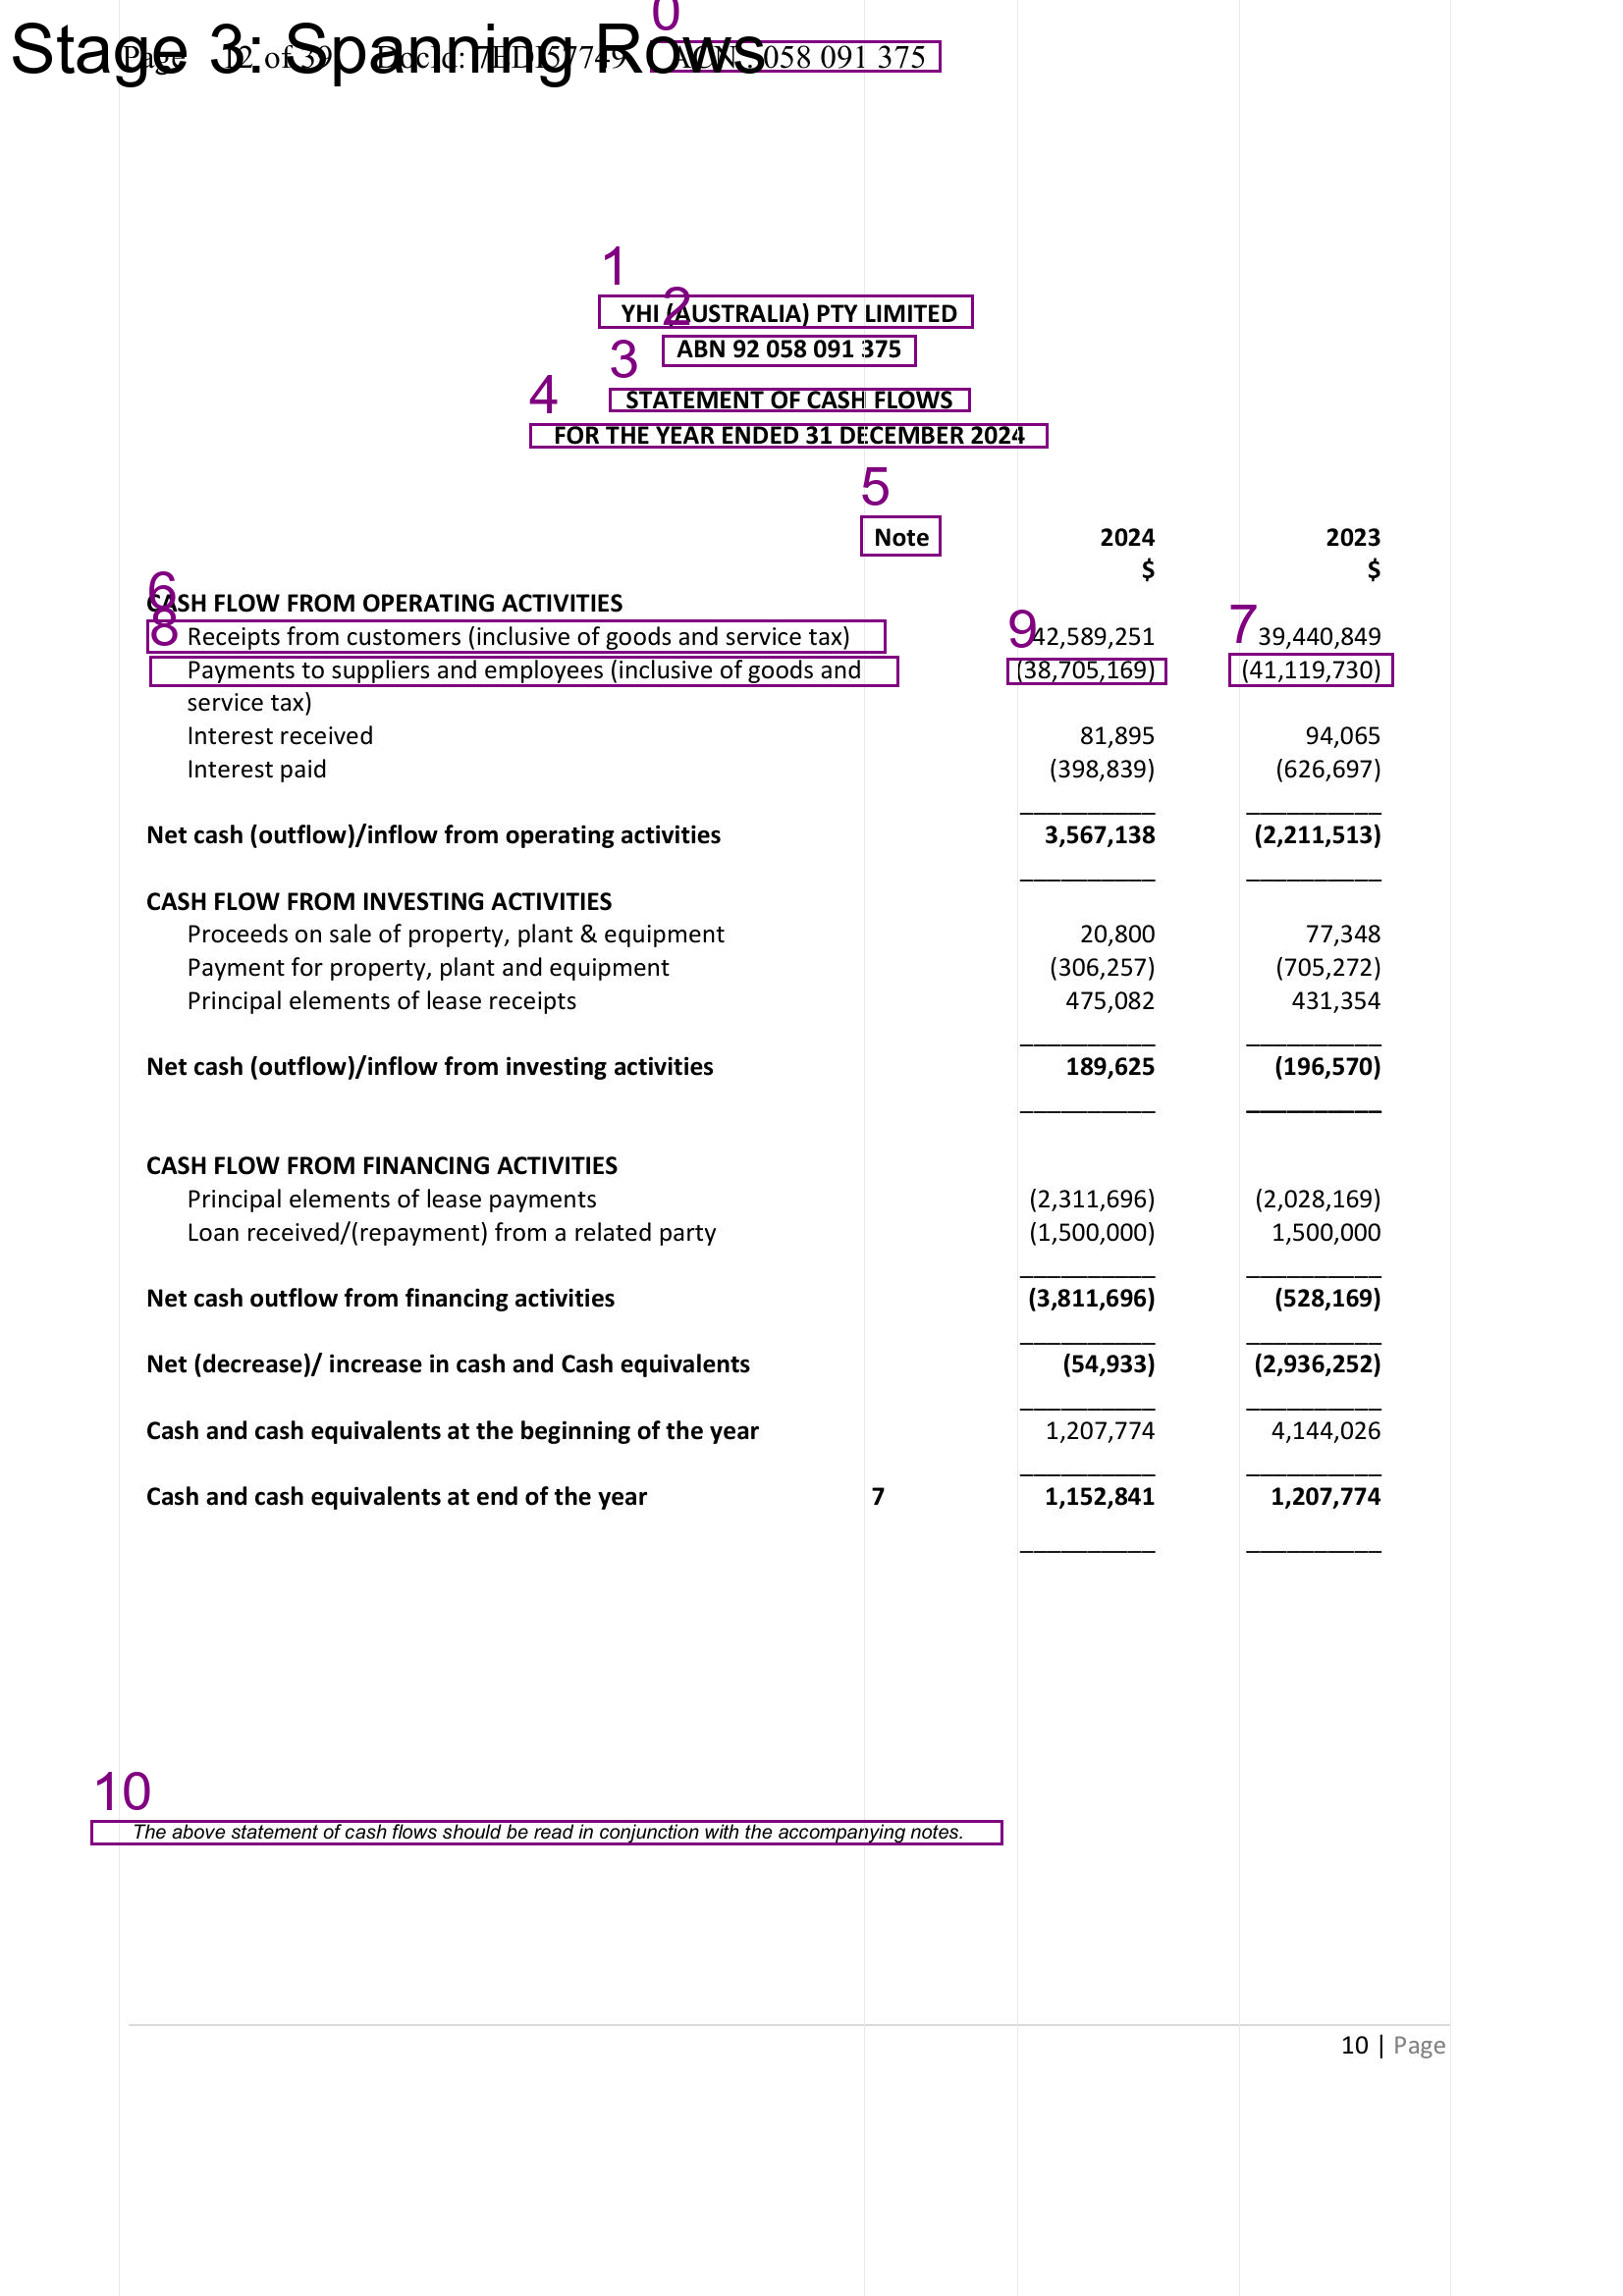 Stage 3: Spanning Rows
Page 12 of 39 DocId: 7EDI57749 ACN : 058 091 375
0
1
YHI (AUSTRALIA) PTY LIMITED
2
ABN 92 058 091 375
3
STATEMENT OF CASH FLOWS
4
FOR THE YEAR ENDED 31 DECEMBER 2024
5
Note 2024 2023
$ $
6
CASH FLOW FROM OPERATING ACTIVITIES
8 9 7
Receipts from customers (inclusive of goods and service tax) 42,589,251 39,440,849
Payments to suppliers and employees (inclusive of goods and (38,705,169) (41,119,730)
service tax)
Interest received 81,895 94,065
Interest paid (398,839) (626,697)
Net cash (outflow)/inflow from operating activities 3,567,138 (2,211,513)
CASH FLOW FROM INVESTING ACTIVITIES
Proceeds on sale of property, plant & equipment 20,800 77,348
Payment for property, plant and equipment (306,257) (705,272)
Principal elements of lease receipts 475,082 431,354
Net cash (outflow)/inflow from investing activities 189,625 (196,570)
CASH FLOW FROM FINANCING ACTIVITIES
Principal elements of lease payments (2,311,696) (2,028,169)
Loan received/(repayment) from a related party (1,500,000) 1,500,000
Net cash outflow from financing activities (3,811,696) (528,169)
Net (decrease)/ increase in cash and Cash equivalents (54,933) (2,936,252)
Cash and cash equivalents at the beginning of the year 1,207,774 4,144,026
Cash and cash equivalents at end of the year 7 1,152,841 1,207,774
10
The above statement of cash flows should be read in conjunction with the accompanying notes.
10 | Page